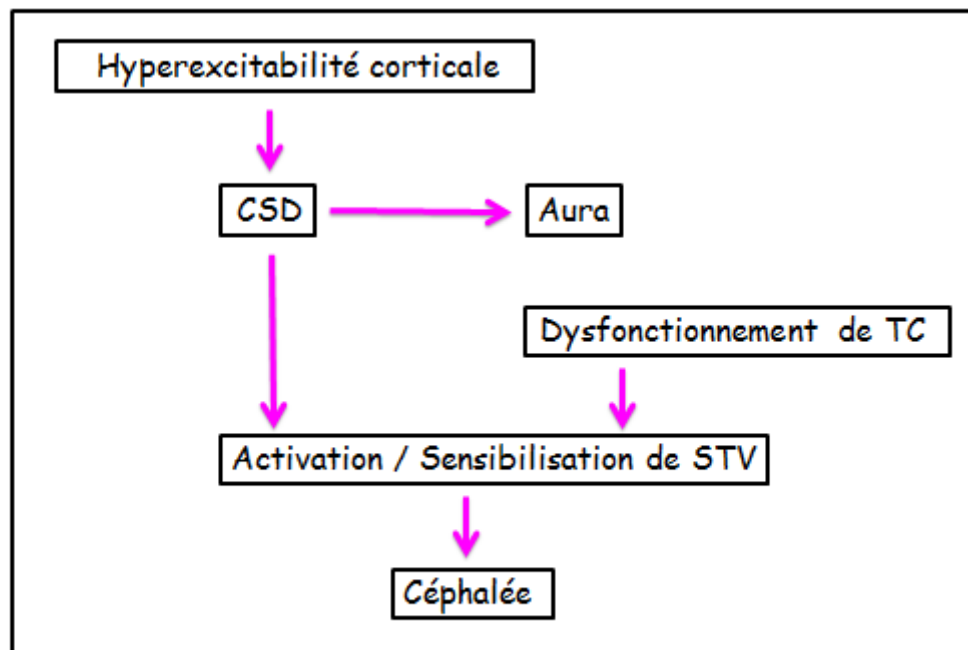 Hyperexcitabilité corticale
CSD
Aura
Dysfonctionnement de TC
Activation / Sensibilisation de STV
Céphalée